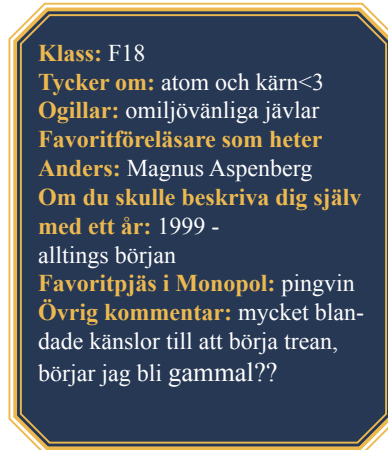 Klass: F18
Tycker om: atom och kärn<3
Ogillar: omiljövänliga jävlar
Favoritföreläsare som heter
Anders: Magnus Aspenberg
Om du skulle beskriva dig själv
med ett år: 1999 -
alltings början
Favoritpjäs i Monopol: pingvin
Övrig kommentar: mycket blan-
dade känslor till att börja trean,
börjar jag bli gammal??